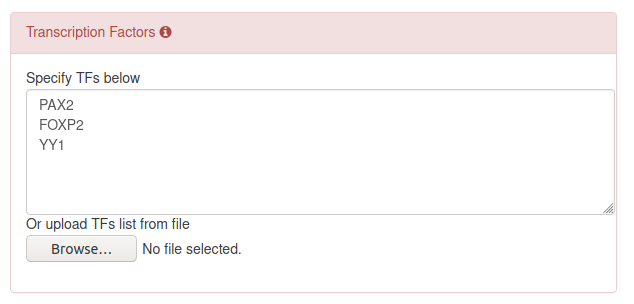 Transcription Factors
Specify TFs below
PAX2
FOXP2
YY1
Or upload TFs list from file
Browse... No file selected.